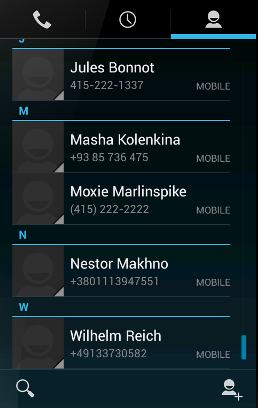 J
Jules Bonnot
415-222-1337
MOBILE
M
Masha Kolenkina
+93 85 736 475
MOBILE
Moxie Marlinspike
(415) 222-2222
MOBILE
N
Nestor Makhno
+3801113947551
MOBILE
W
Wilhelm Reich
+49133730582
MOBILE